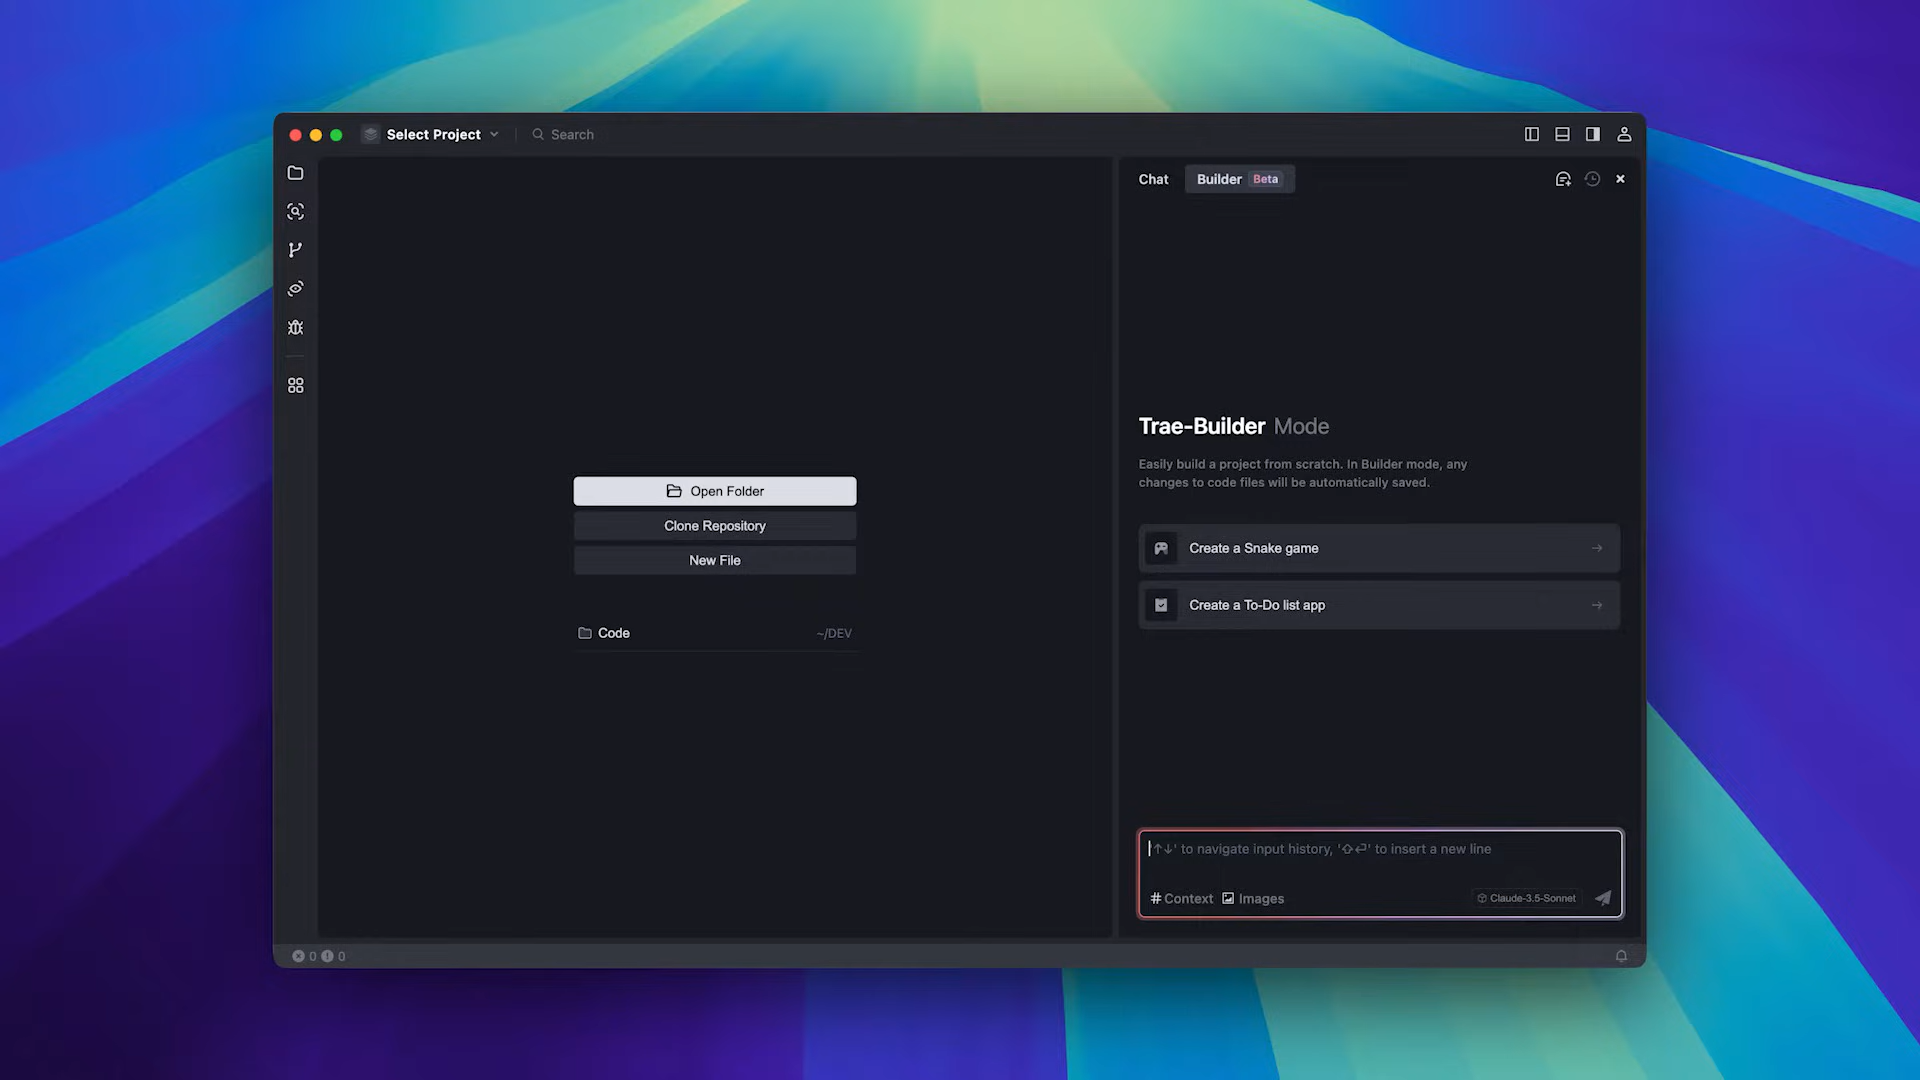 Select Project
Search
Chat
Builder Beta
Open Folder
Clone Repository
New File
Code ~/DEV
Trae-Builder Mode
Easily build a project from scratch. In Builder mode, any
changes to code files will be automatically saved.
Create a Snake game
Create a To-Do list app
'↑↓' to navigate input history, '⇧⏎' to insert a new line
# Context Images
Claude-3.5-Sonnet
0 0